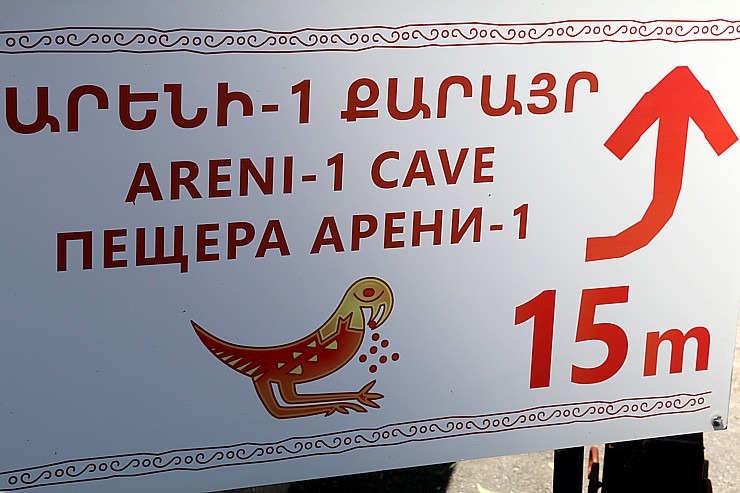 ԱՐԵՆԻ-1 ՔԱՐԱՅՐ
ARENI-1 CAVE
ПЕЩЕРА АРЕНИ-1
15m